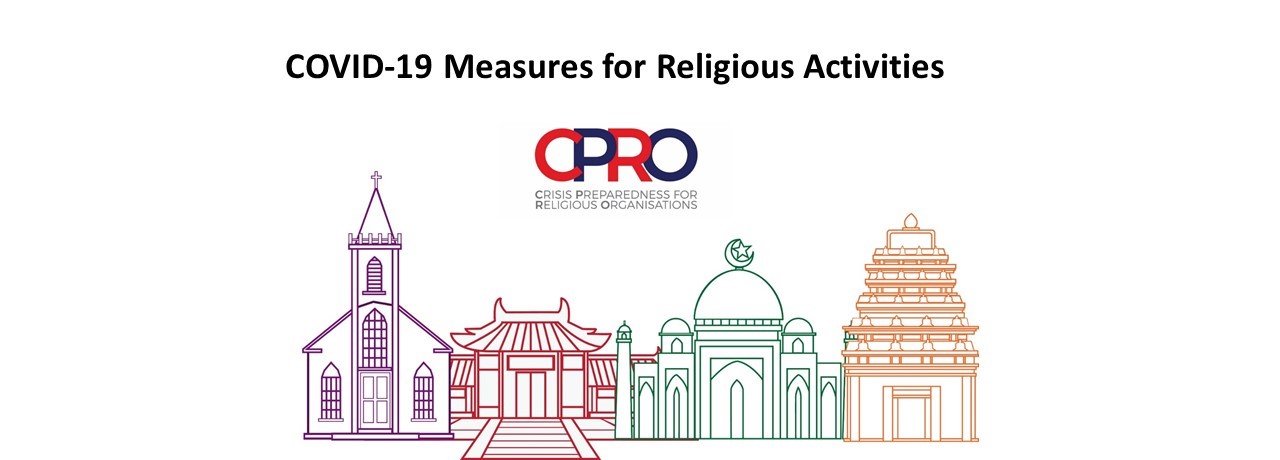 COVID-19 Measures for Religious Activities
CPRO
CRISIS PREPAREDNESS FOR
RELIGIOUS ORGANISATIONS